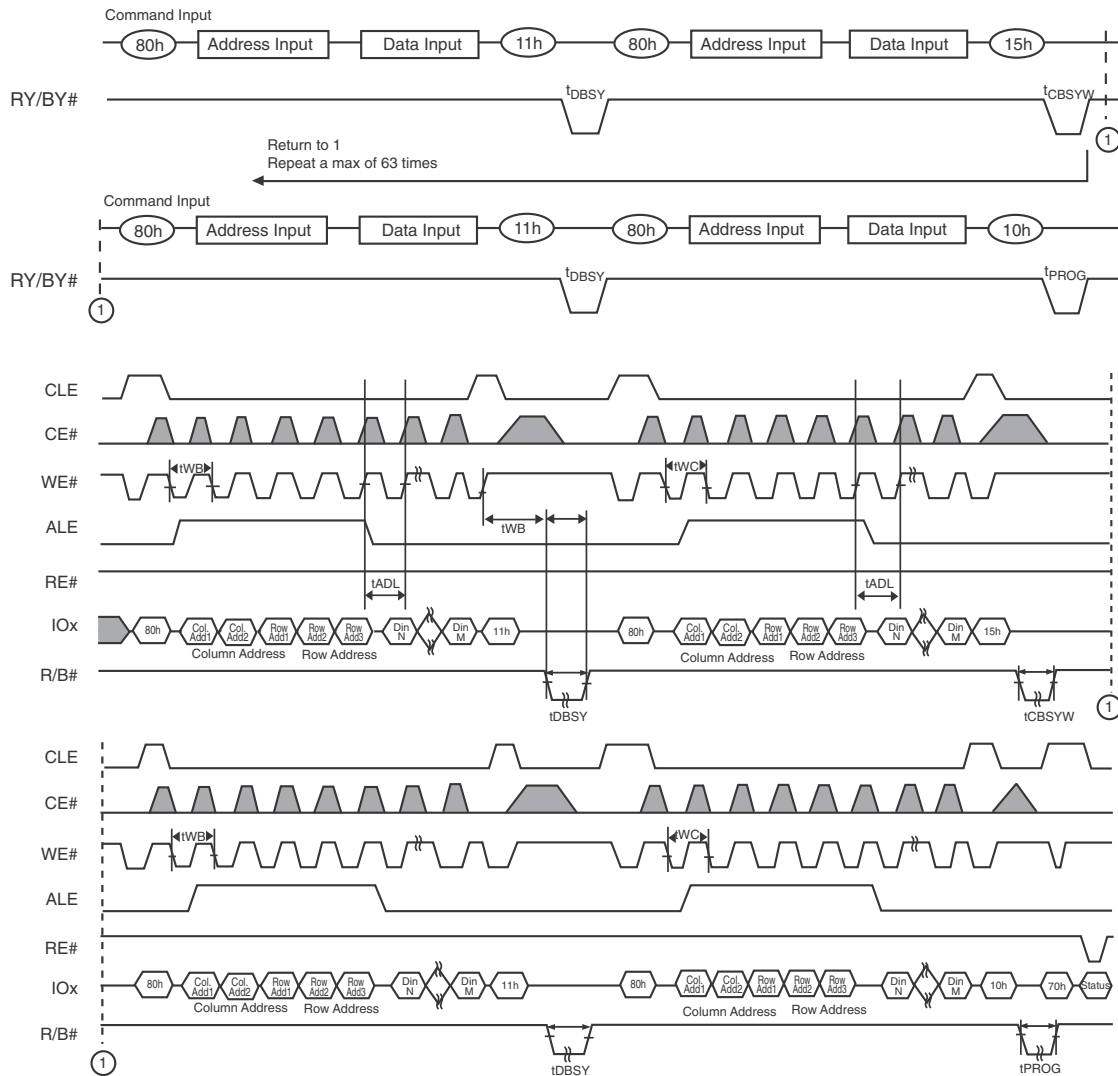 Command Input
80h Address Input Data Input 11h 80h Address Input Data Input 15h
RY/BY# tDBSY tCBSYW
1
Return to 1
Repeat a max of 63 times
Command Input
80h Address Input Data Input 11h 80h Address Input Data Input 10h
RY/BY# tDBSY tPROG
1
CLE
CE#
WE# tWB tWC
tWB
ALE
RE# tADL tADL
IOx 80h Col. Add1 Col. Add2 Row Add1 Row Add2 Row Add3 Din N Din M 11h 80h Col. Add1 Col. Add2 Row Add1 Row Add2 Row Add3 Din N Din M 15h
Column Address Row Address Column Address Row Address
R/B#
tDBSY tCBSYW
1
CLE
CE#
WE# tWB tWC
ALE
RE#
IOx 80h Col. Add1 Col. Add2 Row Add1 Row Add2 Row Add3 Din N Din M 11h 80h Col. Add1 Col. Add2 Row Add1 Row Add2 Row Add3 Din N Din M 10h 70h Status
Column Address Row Address Column Address Row Address
R/B#
1
tDBSY tPROG